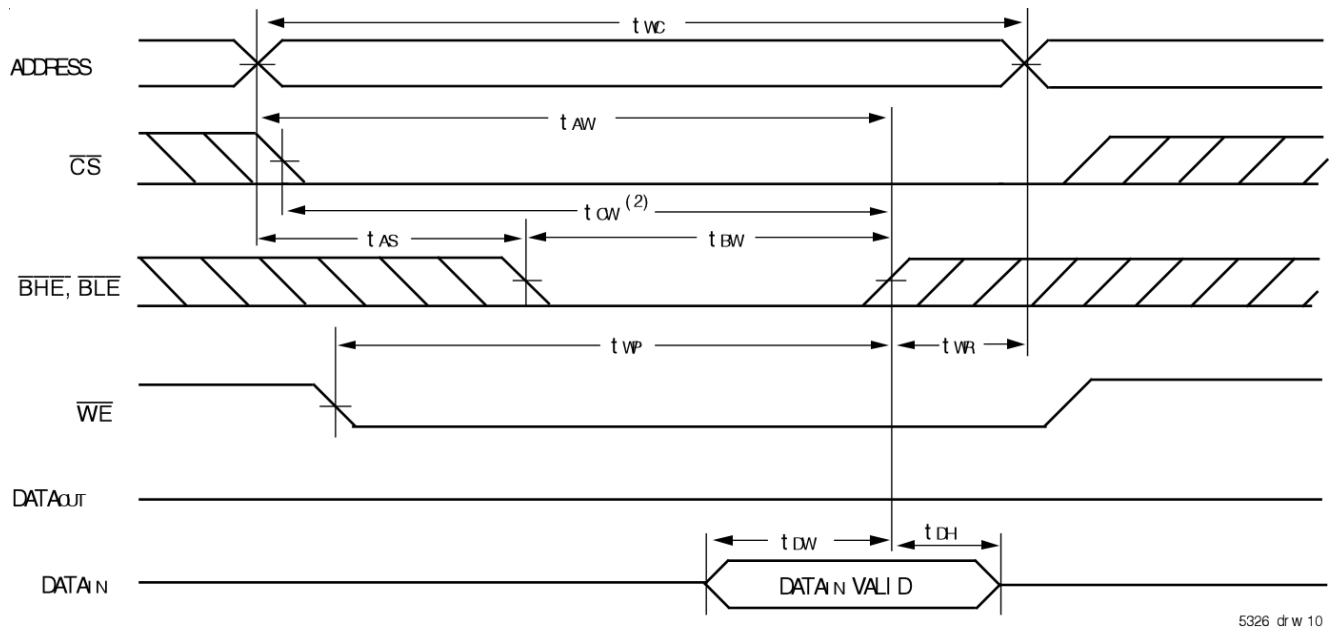 tWC
ADDRESS
tAW
CS
tCW (2)
tAS
tBW
BHE, BLE
tWP
tWR
WE
DATAOUT
tDW
tDH
DATAIN
DATAIN VALID
5326 drw 10